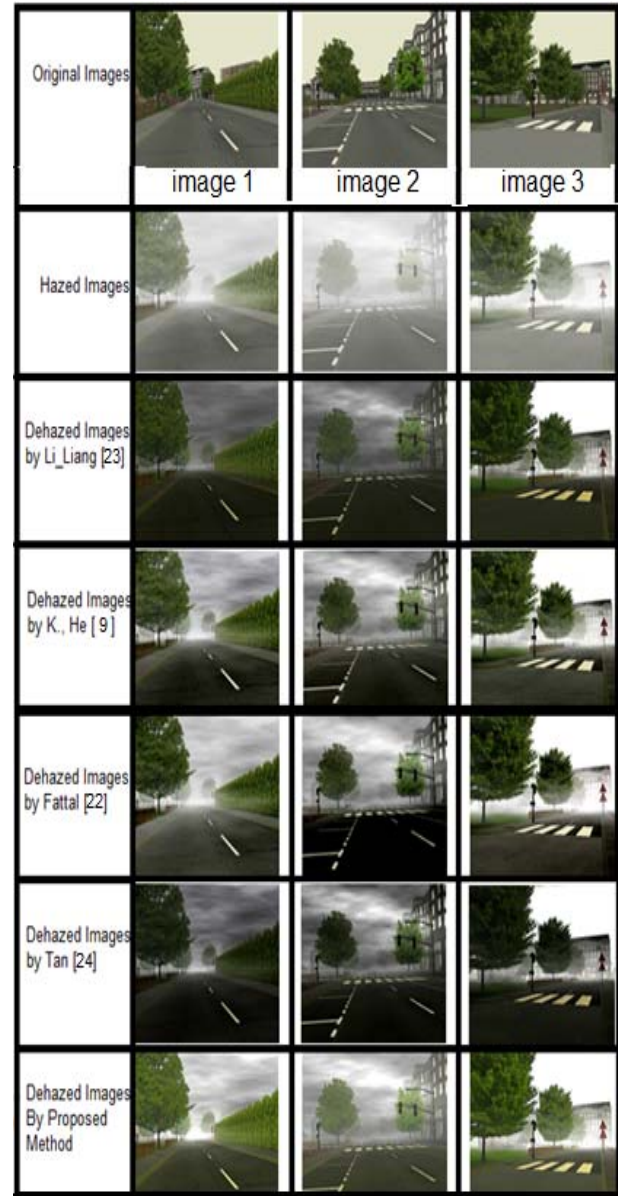 Original Images
image 1
image 2
image 3
Hazed Images
Dehazed Images
by Li_Liang [23]
Dehazed Images
by K., He [ 9 ]
Dehazed Images
by Fattal [22]
Dehazed Images
by Tan [24]
Dehazed Images
By Proposed
Method